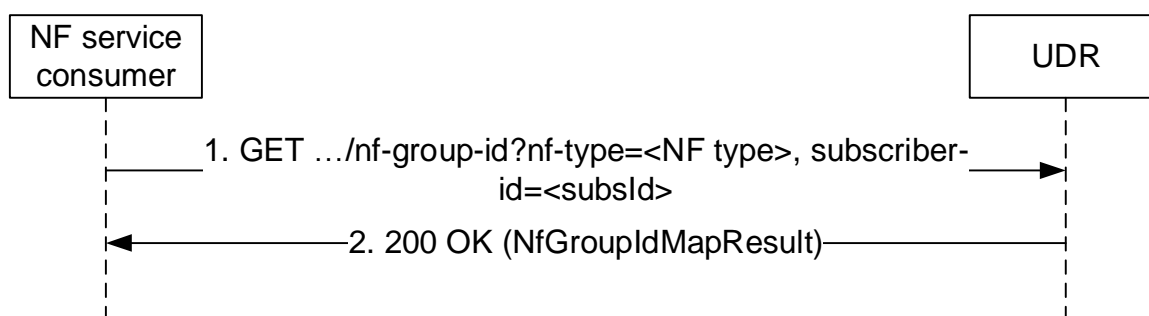 NF service
consumer
UDR
1. GET …/nf-group-id?nf-type=<NF type>, subscriber-
id=<subsId>
2. 200 OK (NfGroupIdMapResult)